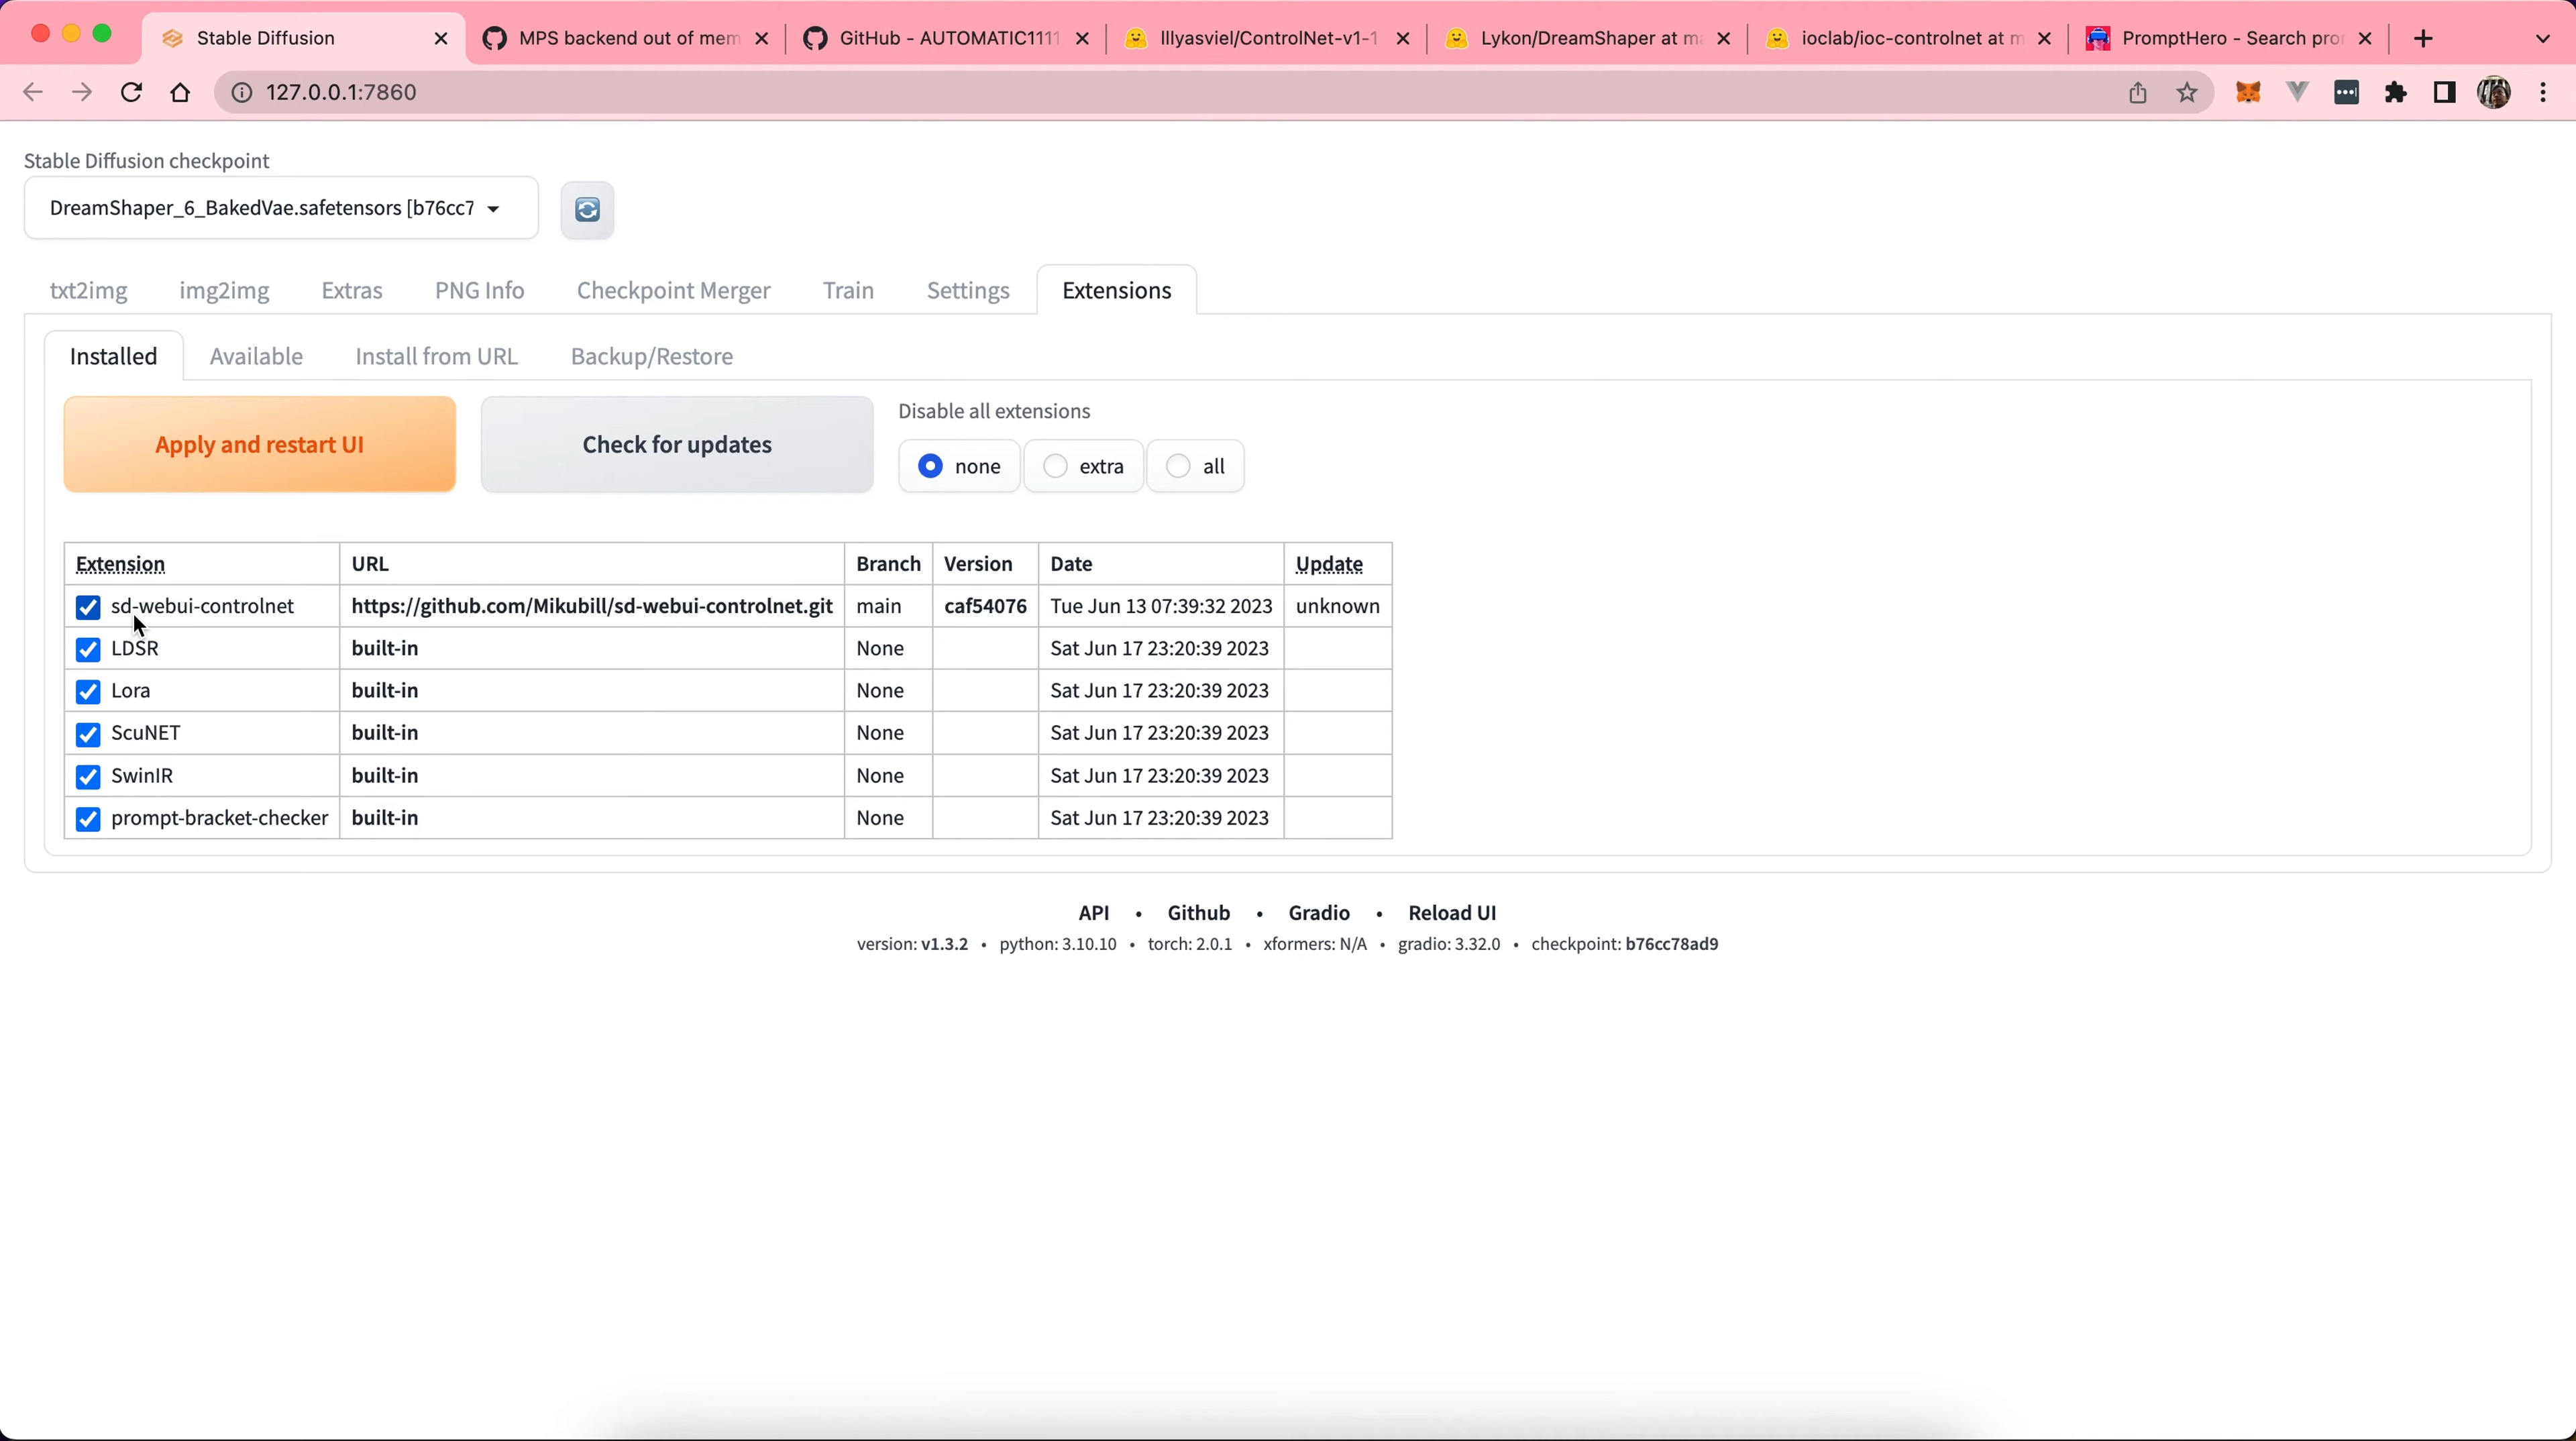 Stable Diffusion
MPS backend out of mem
GitHub - AUTOMATIC1111
lllyasviel/ControlNet-v1-1
Lykon/DreamShaper at ma
ioclab/ioc-controlnet at m
PromptHero - Search pro
127.0.0.1:7860
Stable Diffusion checkpoint
DreamShaper_6_BakedVae.safetensors [b76cc7
txt2img img2img Extras PNG Info Checkpoint Merger Train Settings Extensions
Installed Available Install from URL Backup/Restore
Disable all extensions
Apply and restart UI Check for updates none extra all
Extension URL Branch Version Date Update
sd-webui-controlnet https://github.com/Mikubill/sd-webui-controlnet.git main caf54076 Tue Jun 13 07:39:32 2023 unknown
LDSR built-in None Sat Jun 17 23:20:39 2023
Lora built-in None Sat Jun 17 23:20:39 2023
ScuNET built-in None Sat Jun 17 23:20:39 2023
SwinIR built-in None Sat Jun 17 23:20:39 2023
prompt-bracket-checker built-in None Sat Jun 17 23:20:39 2023
API • Github • Gradio • Reload UI
version: v1.3.2 • python: 3.10.10 • torch: 2.0.1 • xformers: N/A • gradio: 3.32.0 • checkpoint: b76cc78ad9